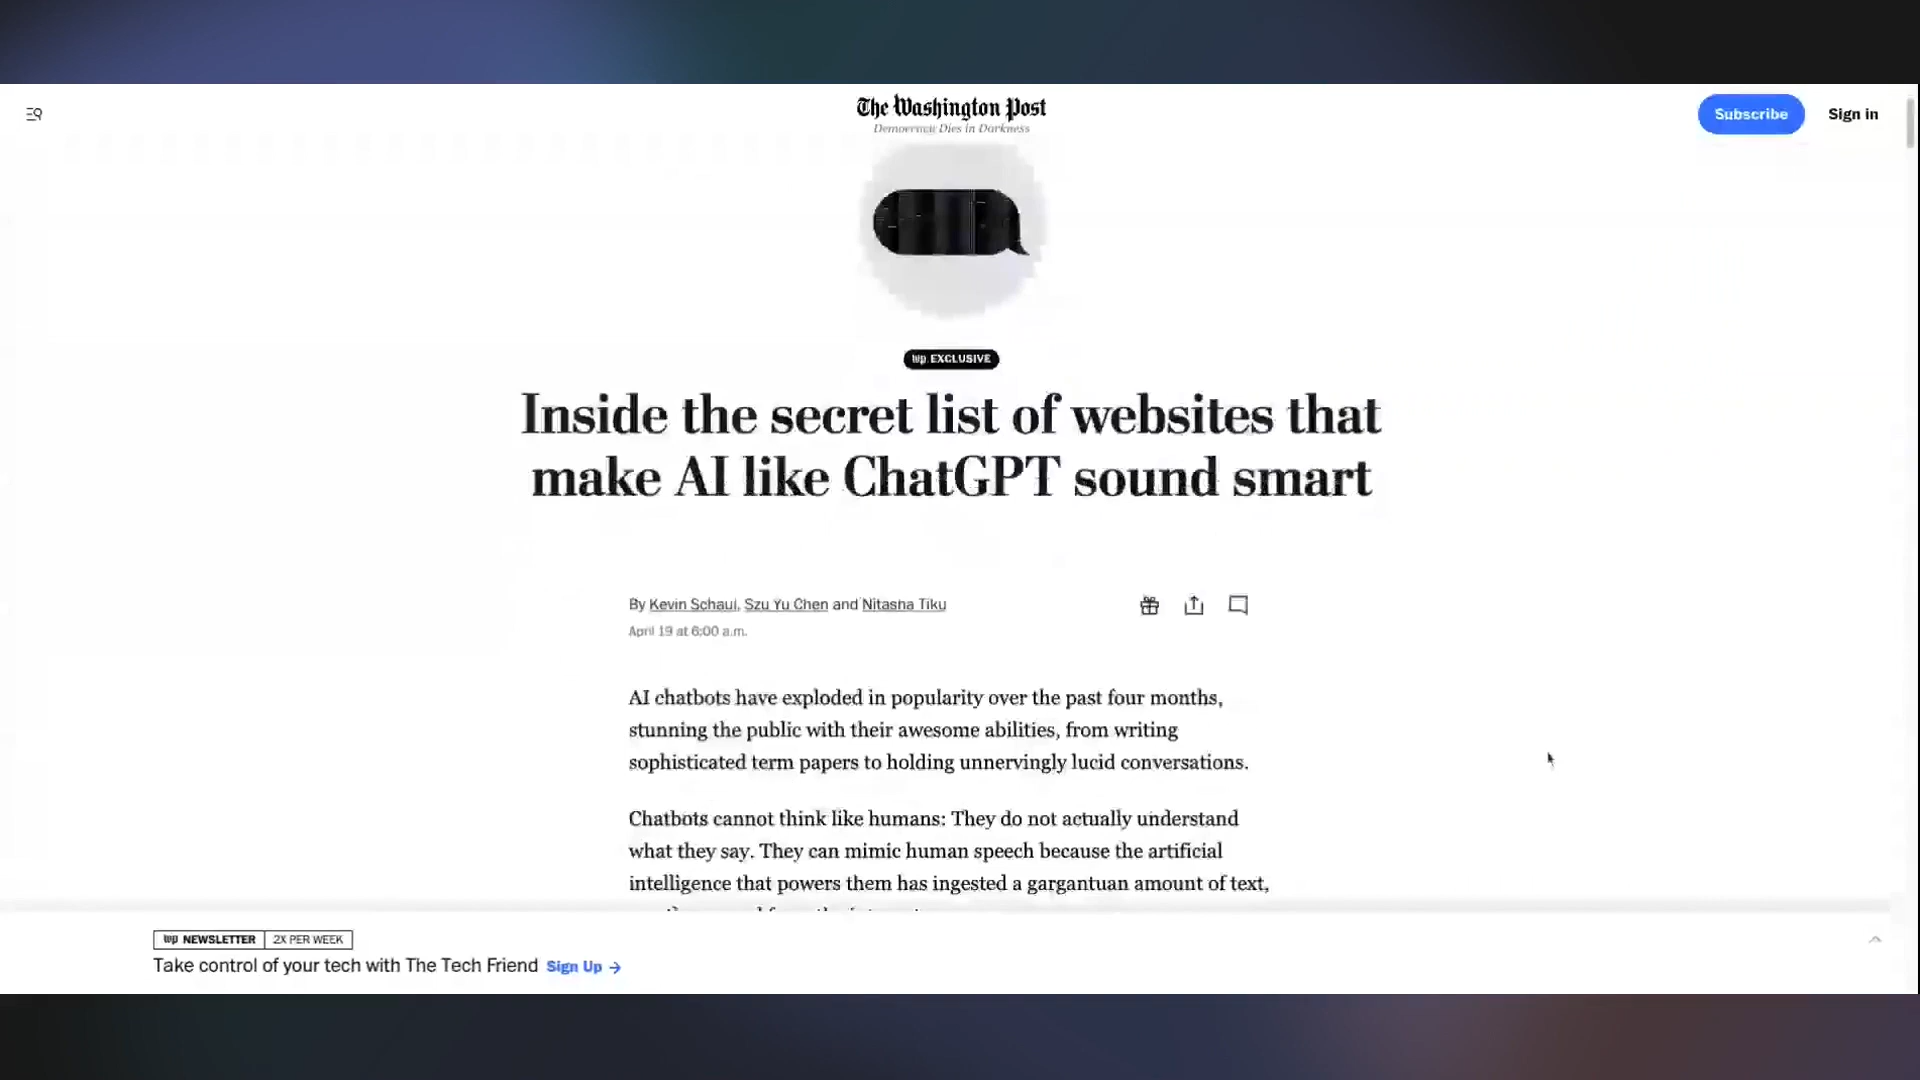 The Washington Post
Democracy Dies in Darkness
Subscribe
Sign in
wp EXCLUSIVE
Inside the secret list of websites that
make AI like ChatGPT sound smart
By Kevin Schaul, Szu Yu Chen and Nitasha Tiku
April 19 at 6:00 a.m.
AI chatbots have exploded in popularity over the past four months,
stunning the public with their awesome abilities, from writing
sophisticated term papers to holding unnervingly lucid conversations.
Chatbots cannot think like humans: They do not actually understand
what they say. They can mimic human speech because the artificial
intelligence that powers them has ingested a gargantuan amount of text,
wp NEWSLETTER 2X PER WEEK
Take control of your tech with The Tech Friend Sign Up →